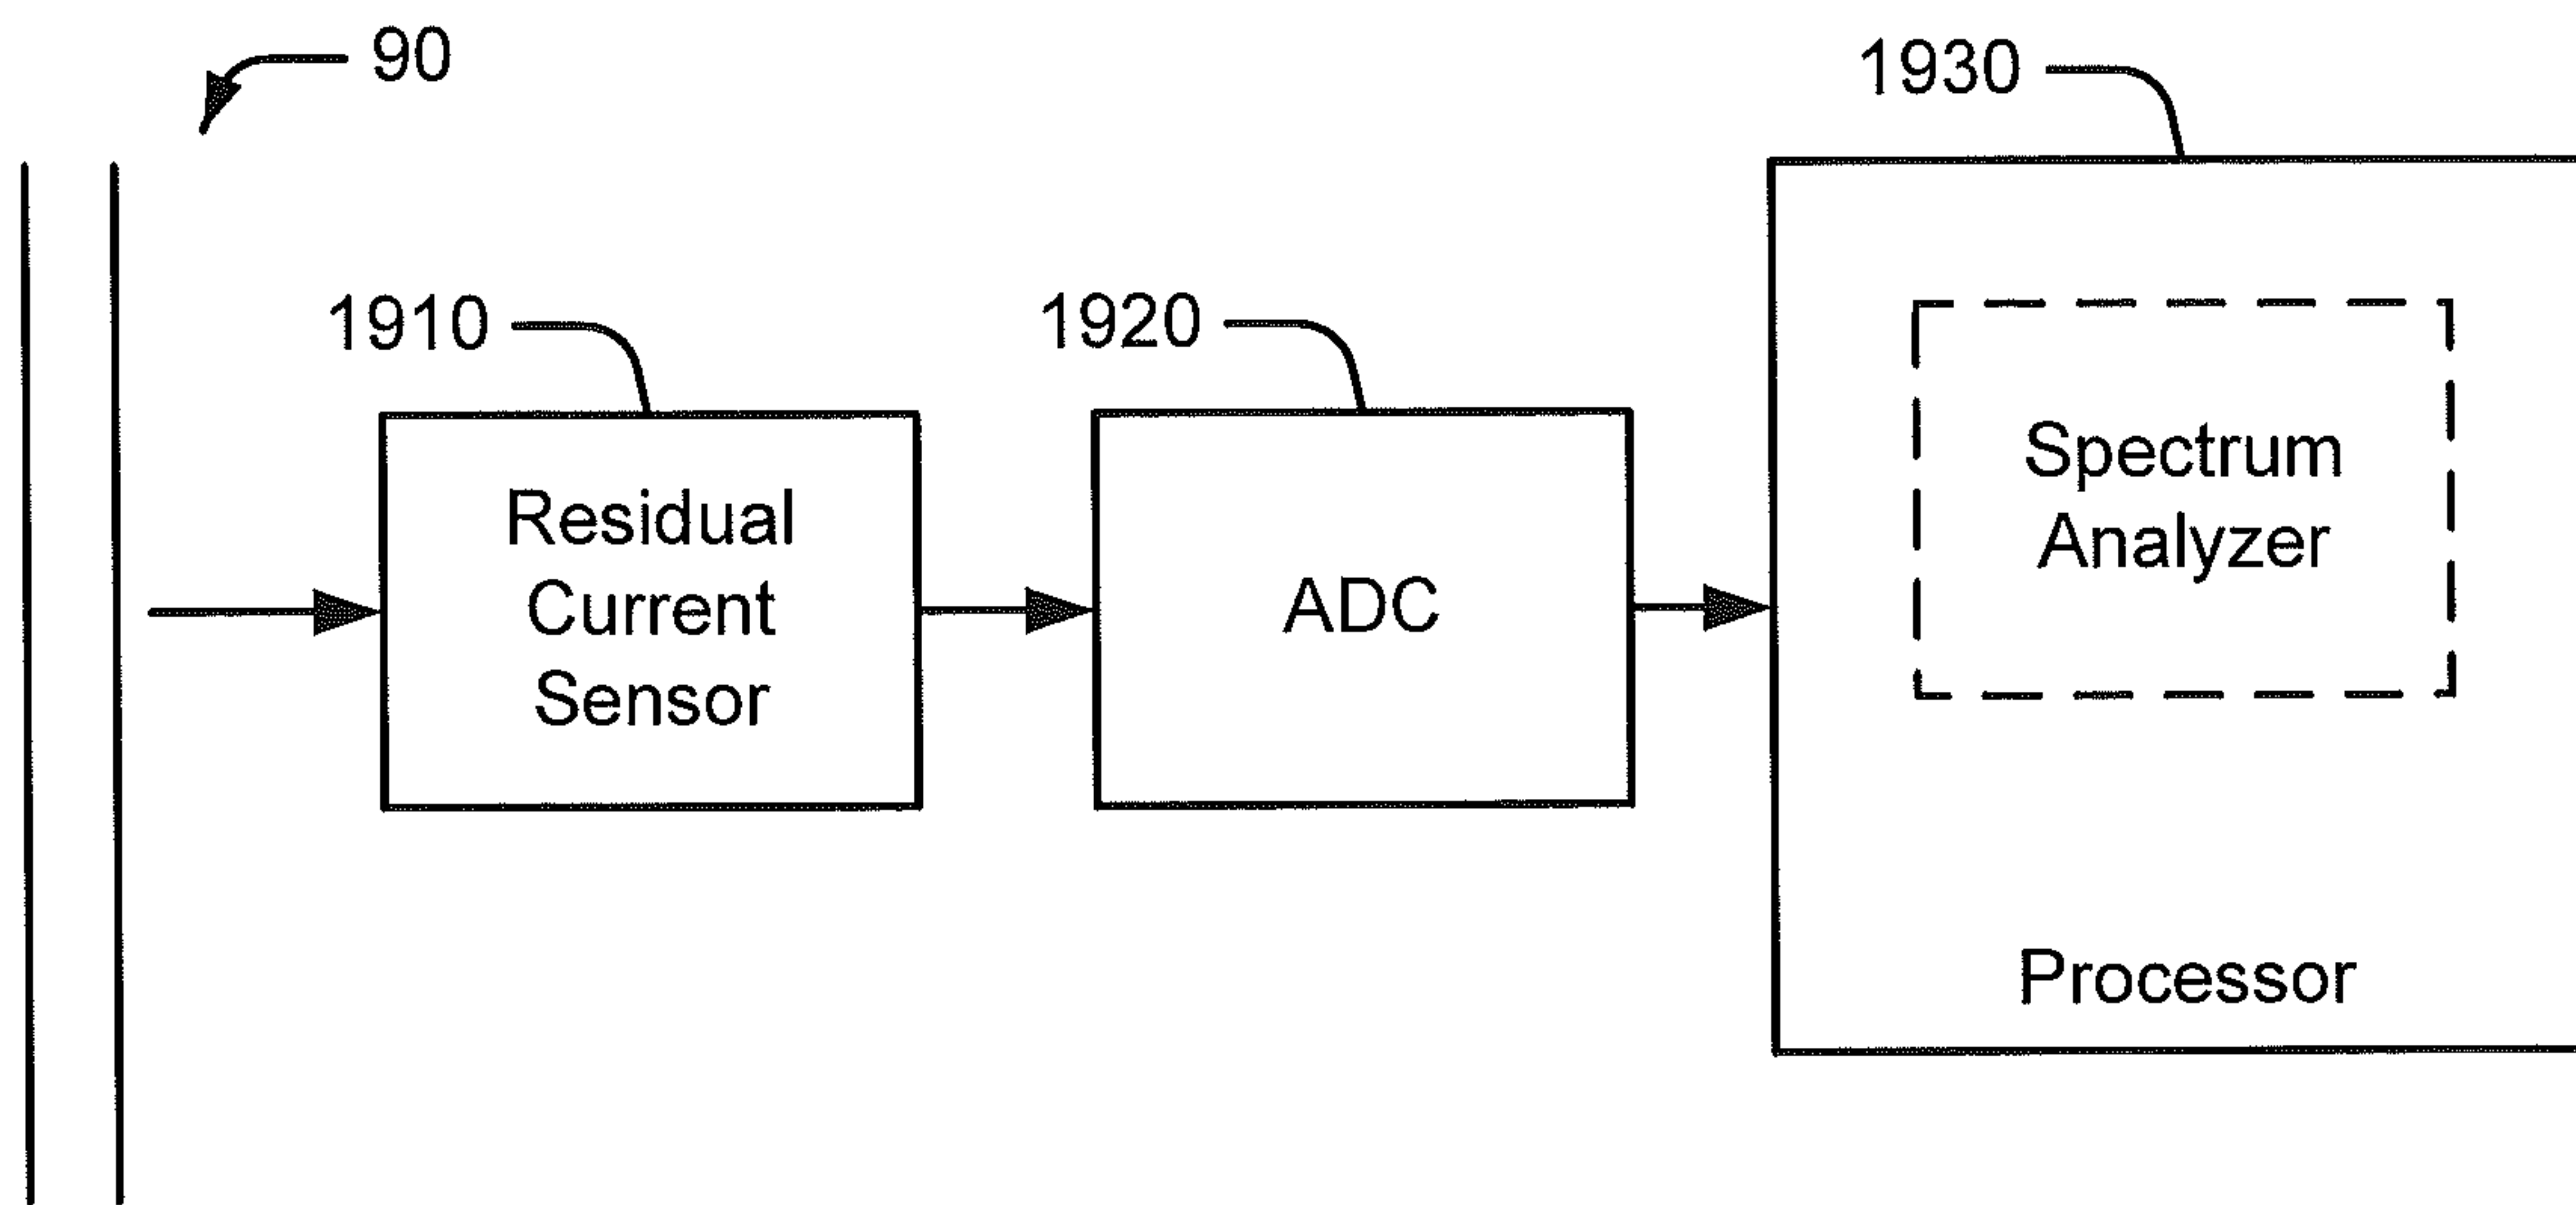 90
1930
1910
1920
Residual
Current
Sensor
ADC
Spectrum
Analyzer
Processor